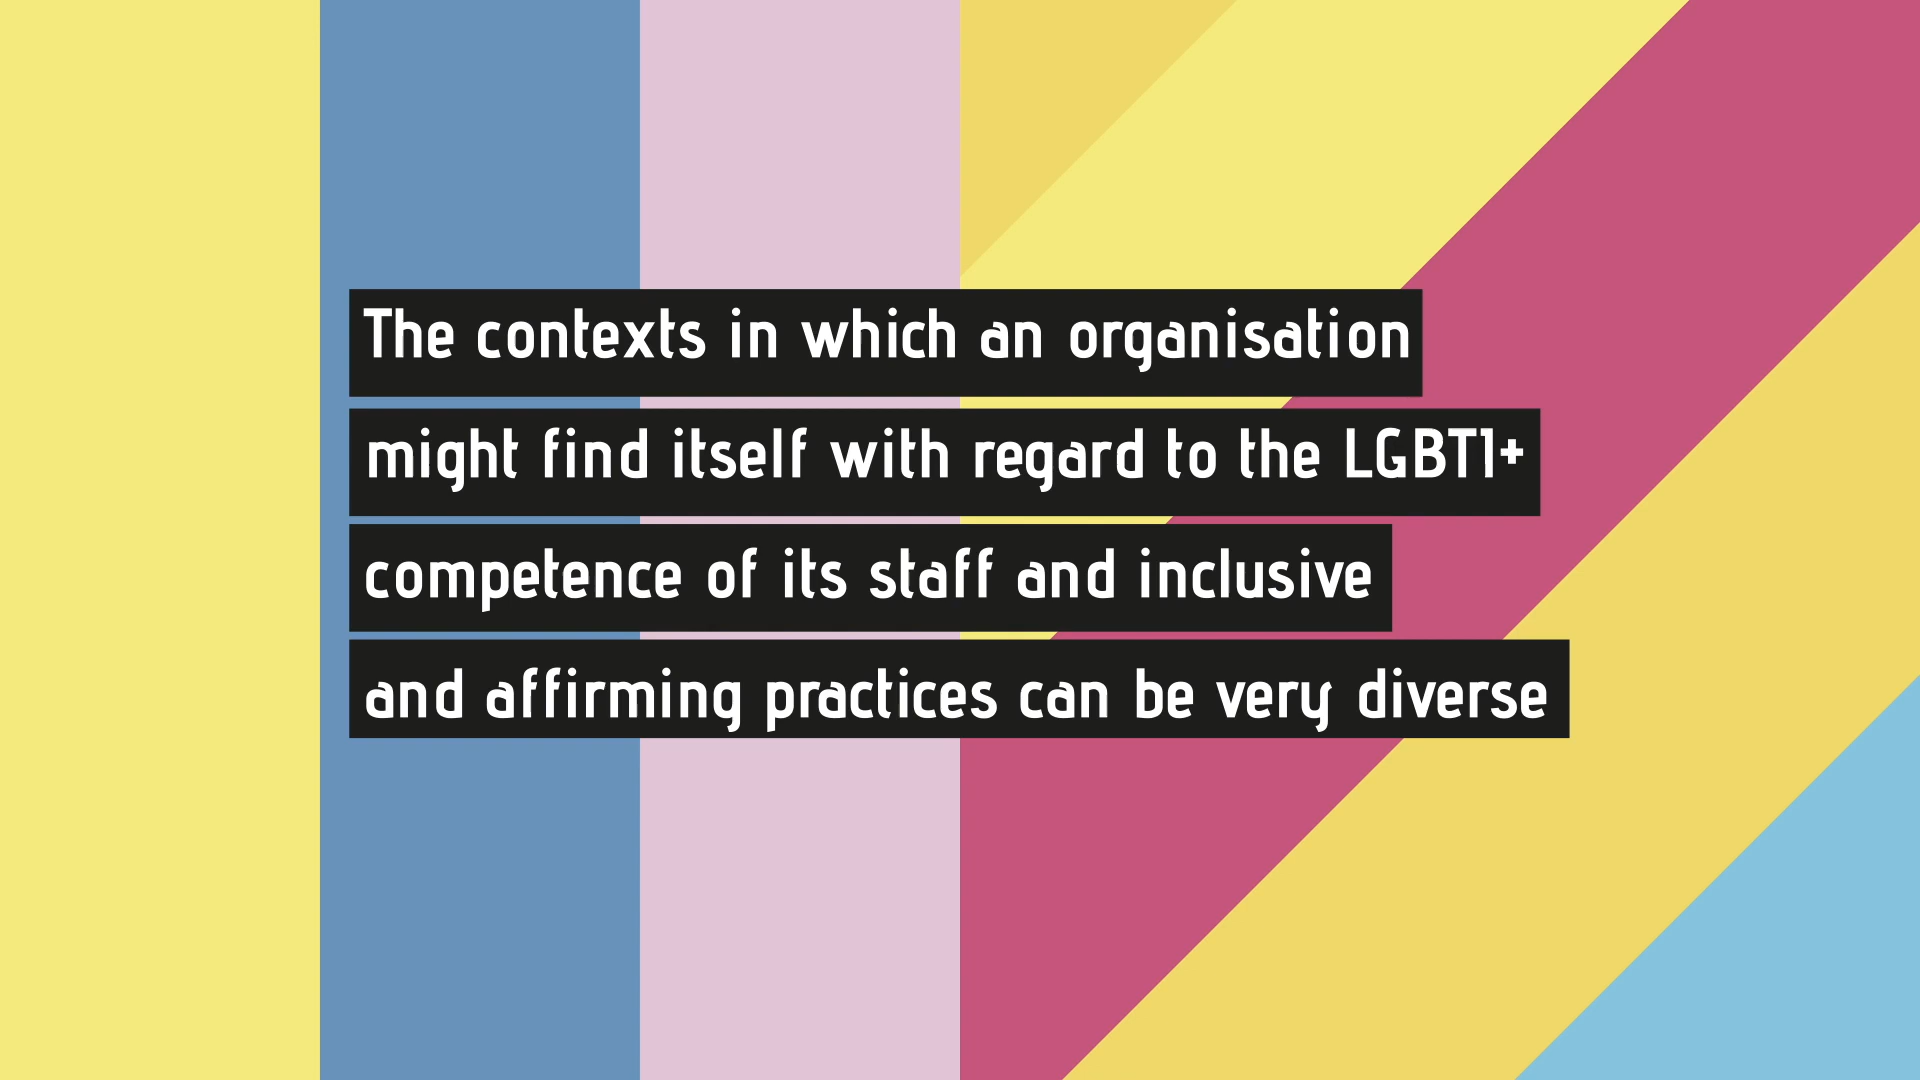 The contexts in which an organisation
might find itself with regard to the LGBTI+
competence of its staff and inclusive
and affirming practices can be very diverse